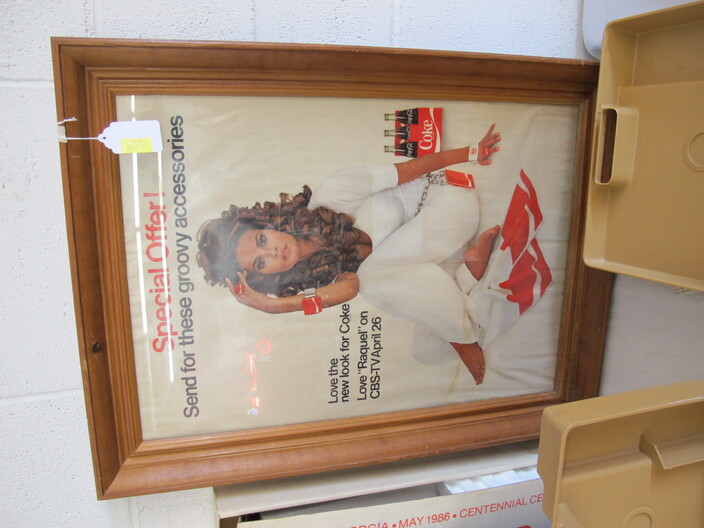 Special Offer!
Send for these groovy accessories
Coke
Love the
new look for Coke
Love "Raquel" on
CBS-TV April 26
RGIA • MAY 1986 • CENTENNIAL CE